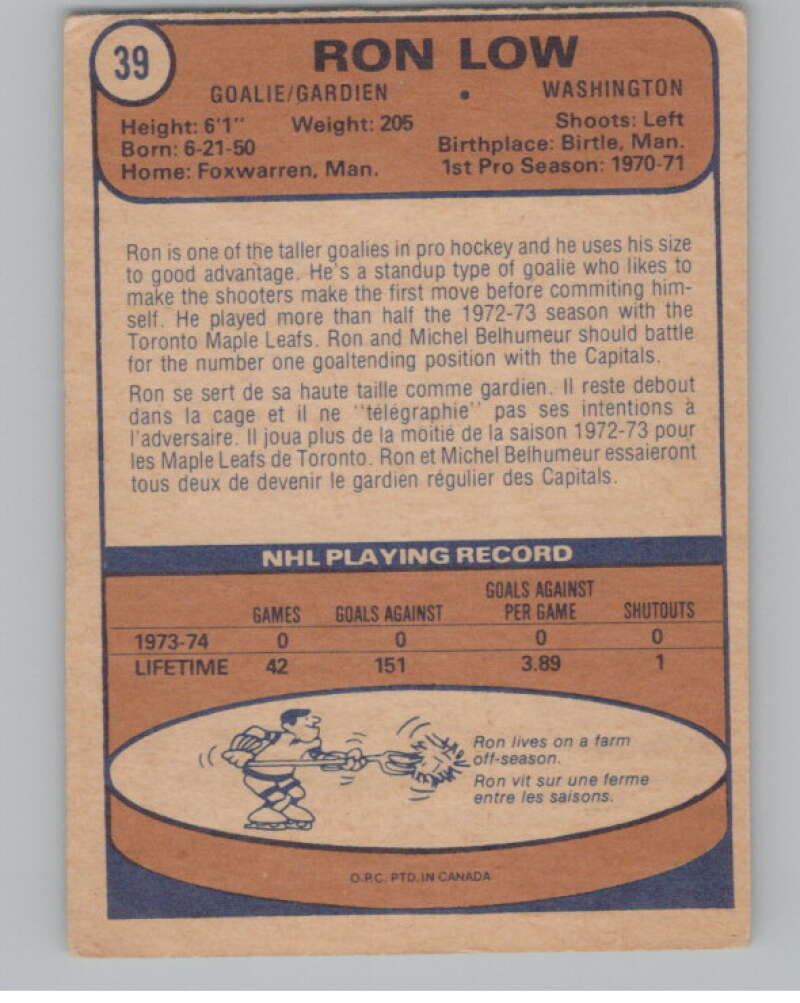 39
RON LOW
GOALIE/GARDIEN • WASHINGTON
Height: 6'1" Weight: 205 Shoots: Left
Born: 6-21-50 Birthplace: Birtle, Man.
Home: Foxwarren, Man. 1st Pro Season: 1970-71
Ron is one of the taller goalies in pro hockey and he uses his size
to good advantage. He's a standup type of goalie who likes to
make the shooters make the first move before commiting him-
self. He played more than half the 1972-73 season with the
Toronto Maple Leafs. Ron and Michel Belhumeur should battle
for the number one goaltending position with the Capitals.
Ron se sert de sa haute taille comme gardien. Il reste debout
dans la cage et il ne "télégraphie" pas ses intentions à
l'adversaire. Il joua plus de la moitié de la saison 1972-73 pour
les Maple Leafs de Toronto. Ron et Michel Belhumeur essaieront
tous deux de devenir le gardien régulier des Capitals.
NHL PLAYING RECORD
GAMES GOALS AGAINST GOALS AGAINST PER GAME SHUTOUTS
1973-74 0 0 0 0
LIFETIME 42 151 3.89 1
Ron lives on a farm
off-season.
Ron vit sur une ferme
entre les saisons.
O.P.C. PTD. IN CANADA